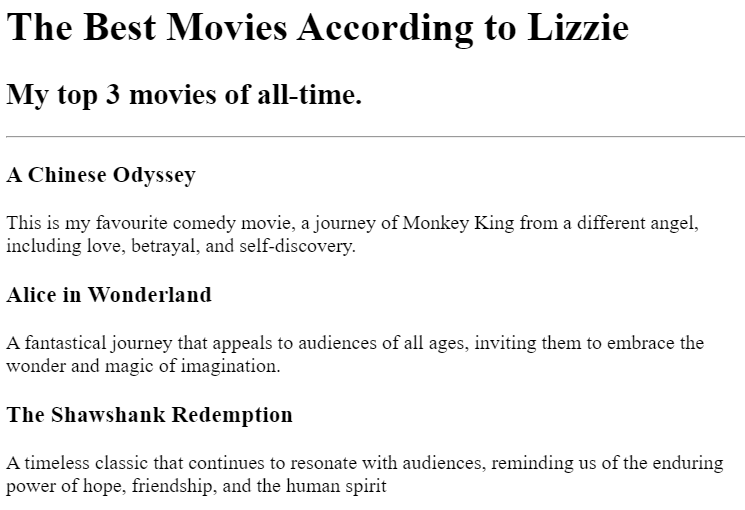 The Best Movies According to Lizzie
My top 3 movies of all-time.
A Chinese Odyssey
This is my favourite comedy movie, a journey of Monkey King from a different angel,
including love, betrayal, and self-discovery.
Alice in Wonderland
A fantastical journey that appeals to audiences of all ages, inviting them to embrace the
wonder and magic of imagination.
The Shawshank Redemption
A timeless classic that continues to resonate with audiences, reminding us of the enduring
power of hope, friendship, and the human spirit